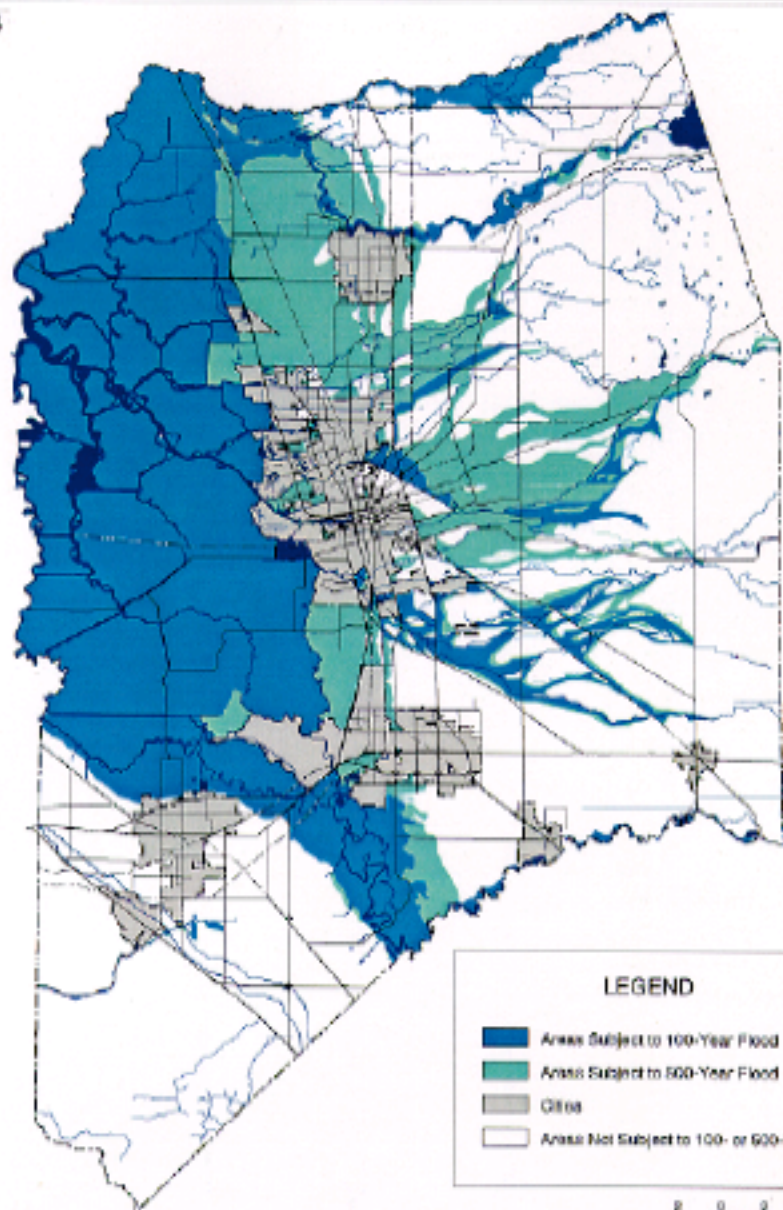 LEGEND
Areas Subject to 100-Year Flood
Areas Subject to 500-Year Flood
Cities
Areas Not Subject to 100- or 500-